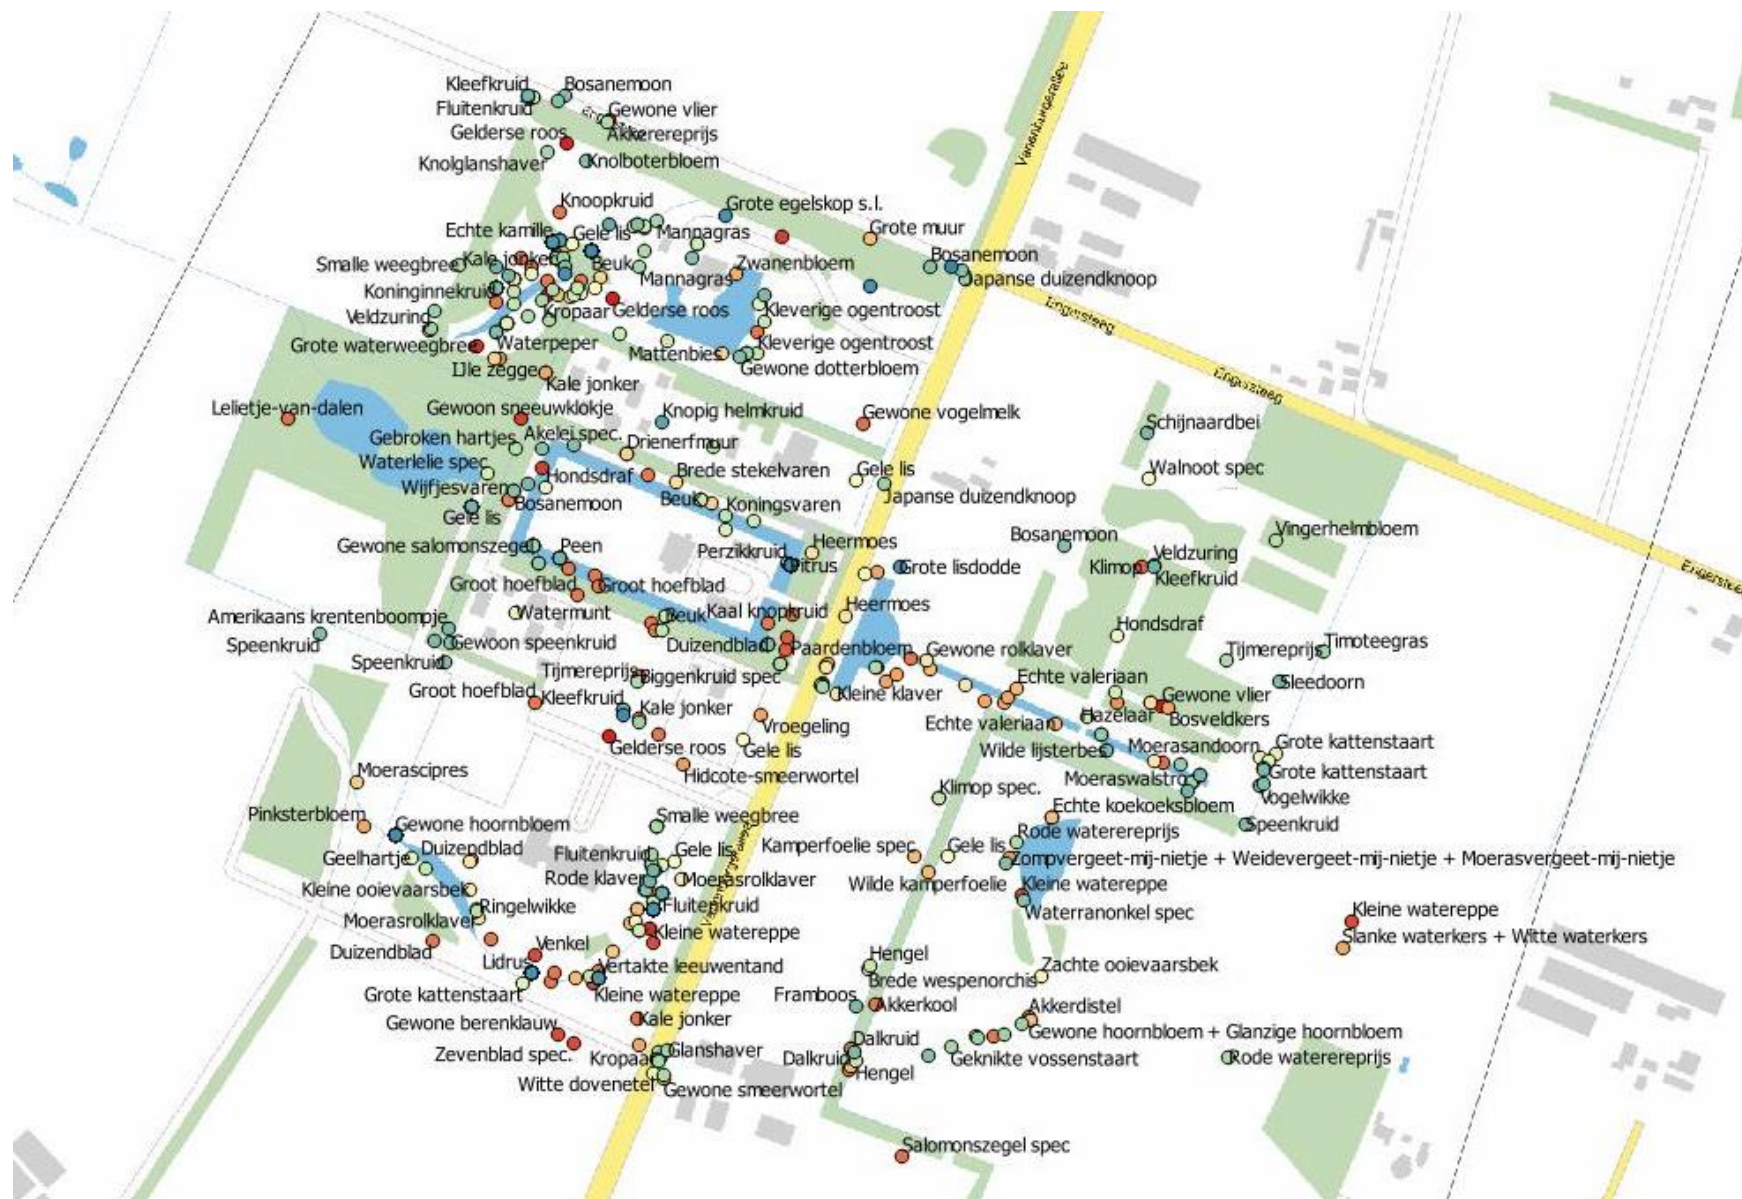 Kleefkruid
Bosanemoon
Fluitenkruid
Gewone vlier
Gelderse roos
Akkerereprijs
Knolglanshaver
Knolboterbloem
Vanenburgerallee
Knoopkruid
Grote egelskop s.l.
Echte kamille
Gele lis
Mannagras
Grote muur
Smalle weegbree
Kale jonker
Beuk
Zwanenbloem
Bosanemoon
Mannagras
Japanse duizendknoop
Koninginnekruid
Kropaar
Gelderse roos
Kleverige ogentroost
Engersteeg
Veldzuring
Grote waterweegbree
Waterpeper
Mattenbies
Kleverige ogentroost
IJle zegge
Kale jonker
Gewone dotterbloem
Engersteeg
Lelietje-van-dalen
Gewoon sneeuwklokje
Knopig helmkruid
Gewone vogelmelk
Schijnaardbei
Gebroken hartjes
Akelei spec.
Drienerfmuur
Waterlelie spec
Hondsdraf
Brede stekelvaren
Gele lis
Walnoot spec
Wijfjesvaren
Bosanemoon
Beuk
Koningsvaren
Japanse duizendknoop
Gele lis
Bosanemoon
Vingerhelmbloem
Gewone salomonszegel
Peen
Perzikkruid
Heermoes
Pitrus
Grote lisdodde
Klimop
Veldzuring
Kleefkruid
Engersteeg
Groot hoefblad
Groot hoefblad
Amerikaans krentenboompje
Watermunt
Beuk
Kaal knopkruid
Heermoes
Speenkruid
Gewoon speenkruid
Duizendblad
Paardenbloem
Gewone rolklaver
Hondsdraf
Tijmereprijs
Timoteegras
Speenkruid
Tijmereprijs
Biggenkruid spec
Echte valeriaan
Sleedoorn
Groot hoefblad
Kleefkruid
Kale jonker
Kleine klaver
Gewone vlier
Vroegeling
Echte valeriaan
Hazelaar
Bosveldkers
Gelderse roos
Gele lis
Wilde lijsterbes
Moerasandoorn
Grote kattenstaart
Moerascipres
Hidcote-smeerwortel
Moeraswalstro
Grote kattenstaart
Klimop spec.
Vogelwikke
Pinksterbloem
Gewone hoornbloem
Smalle weegbree
Echte koekoeksbloem
Speenkruid
Geelhartje
Duizendblad
Fluitenkruid
Gele lis
Kamperfoelie spec
Gele lis
Rode waterereprijs
Zompvergeet-mij-nietje + Weidevergeet-mij-nietje + Moerasvergeet-mij-nietje
Kleine ooievaarsbek
Rode klaver
Moerasrolklaver
Wilde kamperfoelie
Kleine watereppe
Moerasrolklaver
Ringelwikke
Fluitenkruid
Waterranonkel spec
Kleine watereppe
Duizendblad
Venkel
Kleine watereppe
Slanke waterkers + Witte waterkers
Lidrus
Vertakte leeuwentand
Hengel
Brede wespenorchis
Zachte ooievaarsbek
Grote kattenstaart
Kleine watereppe
Framboos
Akkerkool
Akkerdistel
Gewone berenklauw
Kale jonker
Gewone hoornbloem + Glanzige hoornbloem
Zevenblad spec.
Kropaar
Glanshaver
Dalkruid
Dalkruid
Geknikte vossenstaart
Rode waterereprijs
Witte dovenetel
Gewone smeerwortel
Hengel
Salomonszegel spec